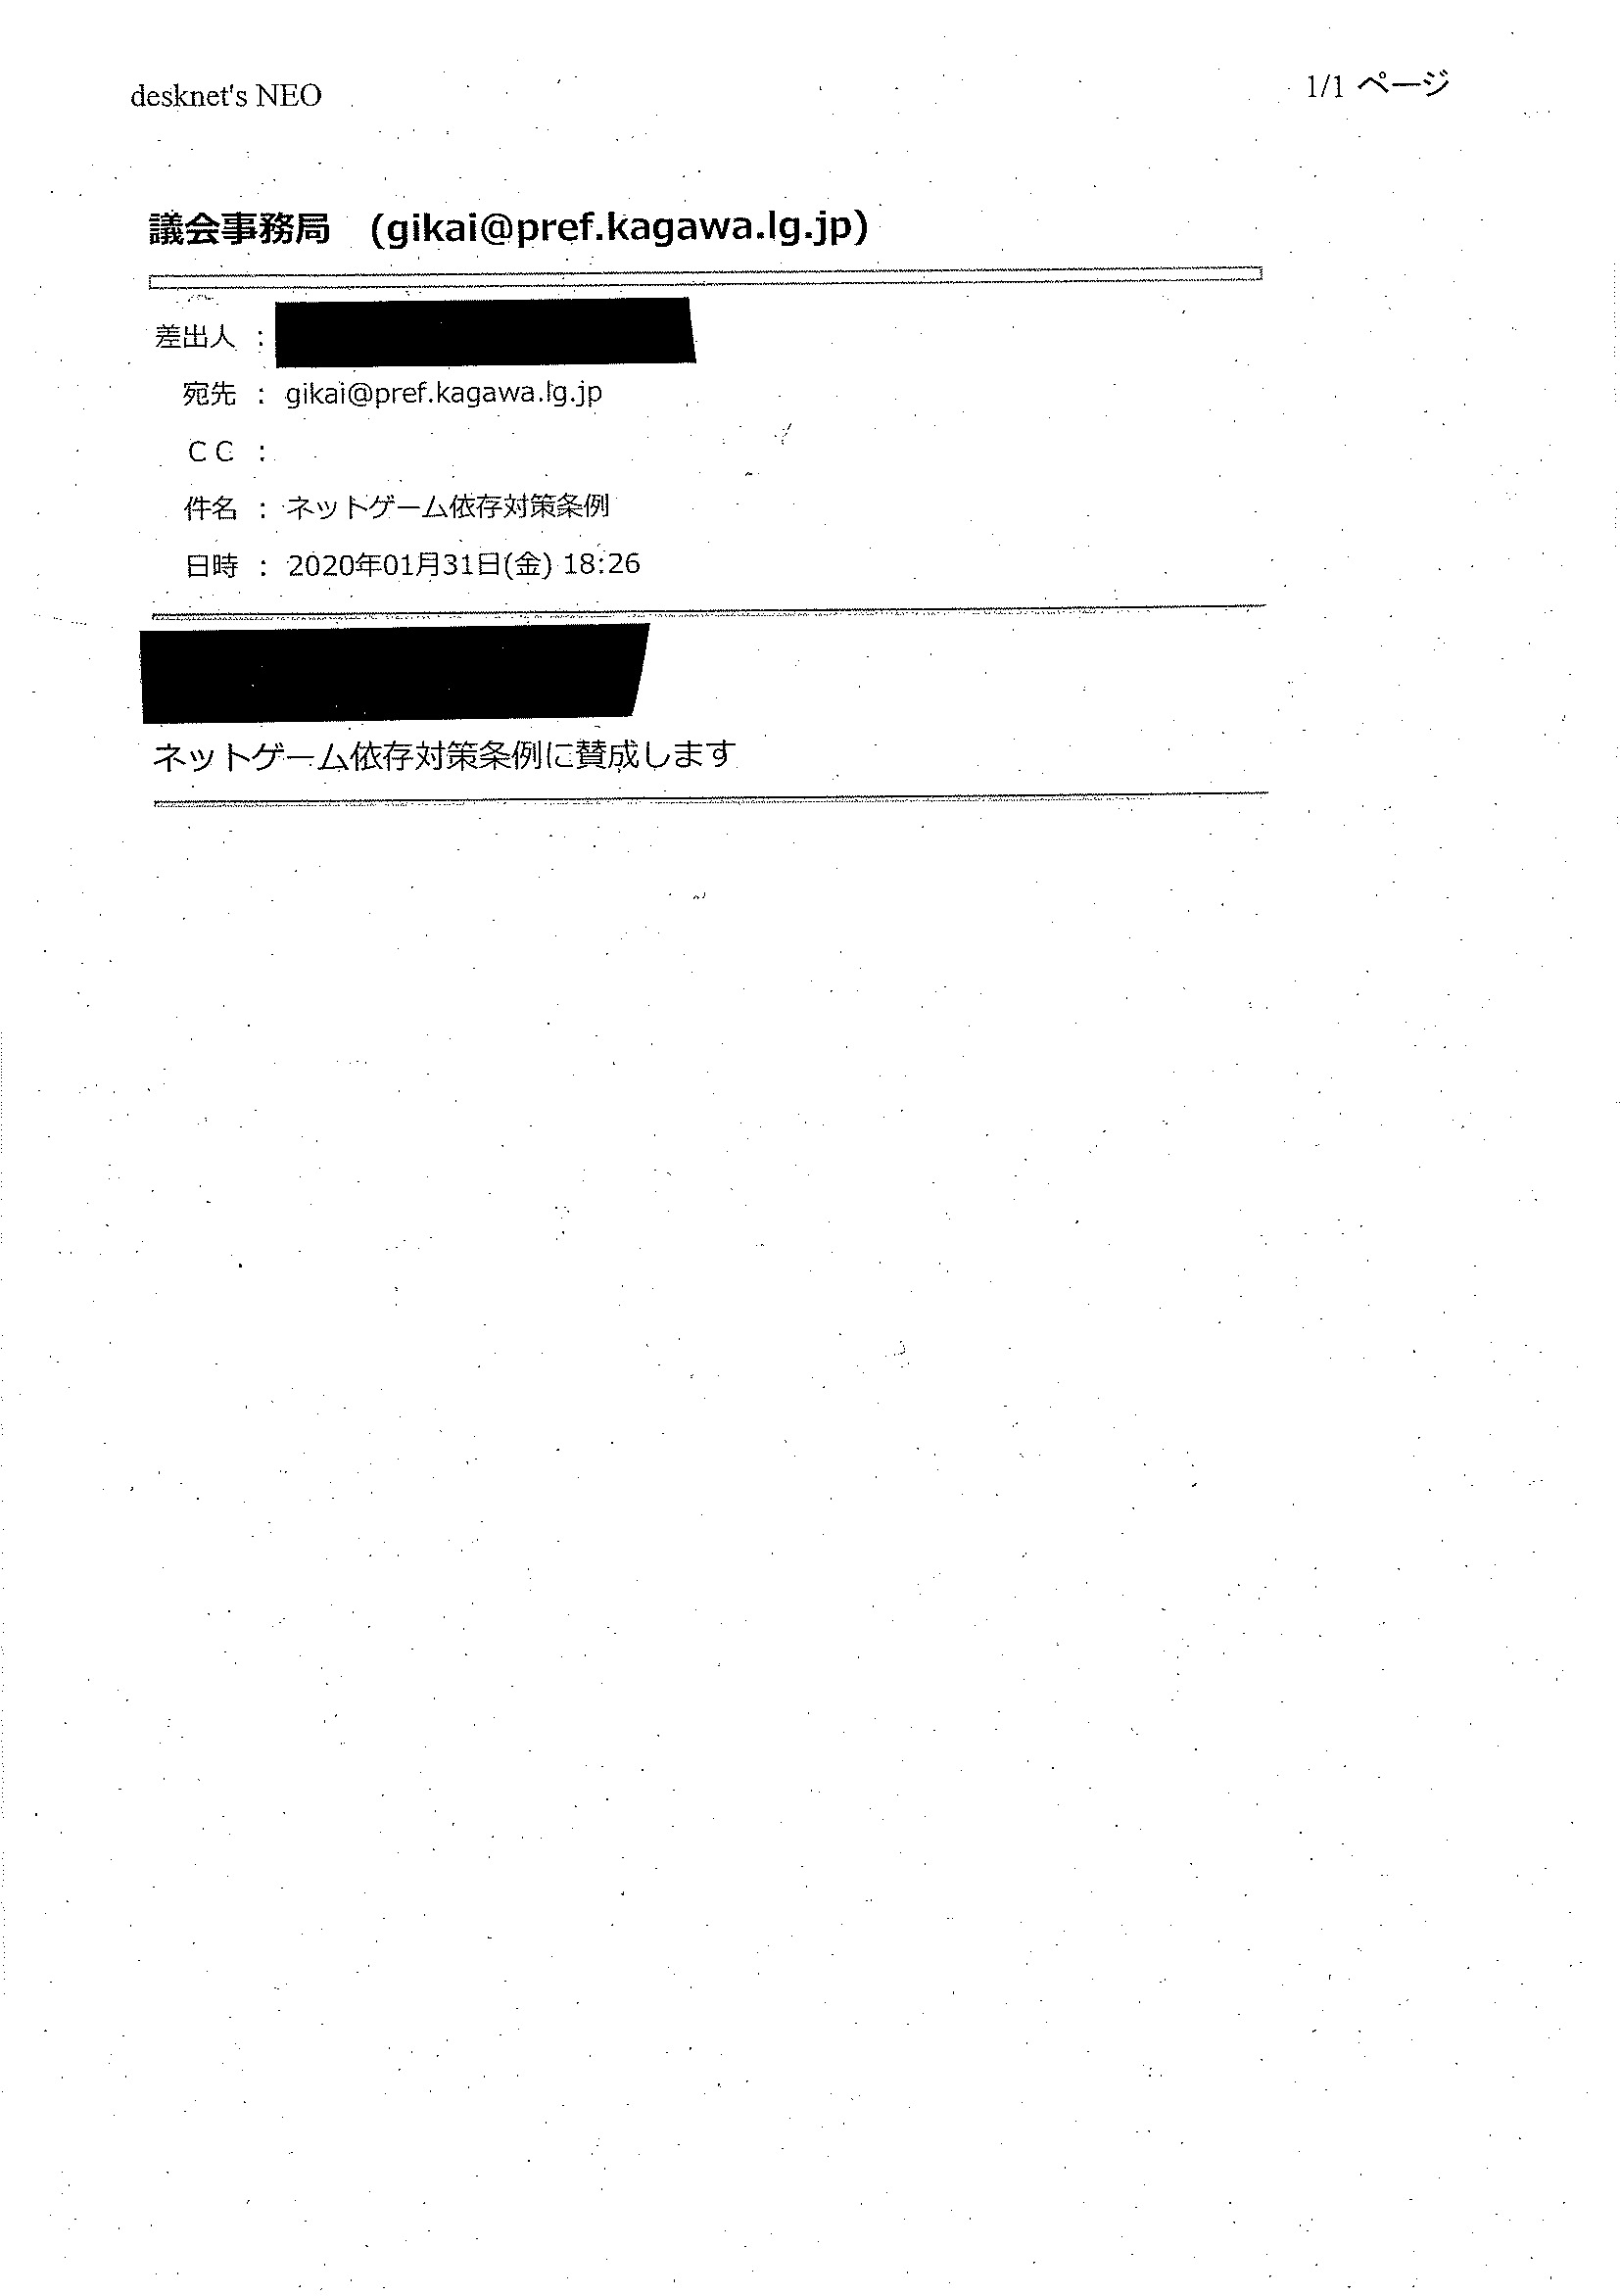 desknet's NEO
1/1 ページ
議会事務局 (gikai@pref.kagawa.lg.jp)
差出人 :
宛先 : gikai@pref.kagawa.lg.jp
CC :
件名 : ネットゲーム依存対策条例
日時 : 2020年01月31日(金) 18:26
ネットゲーム依存対策条例に賛成します